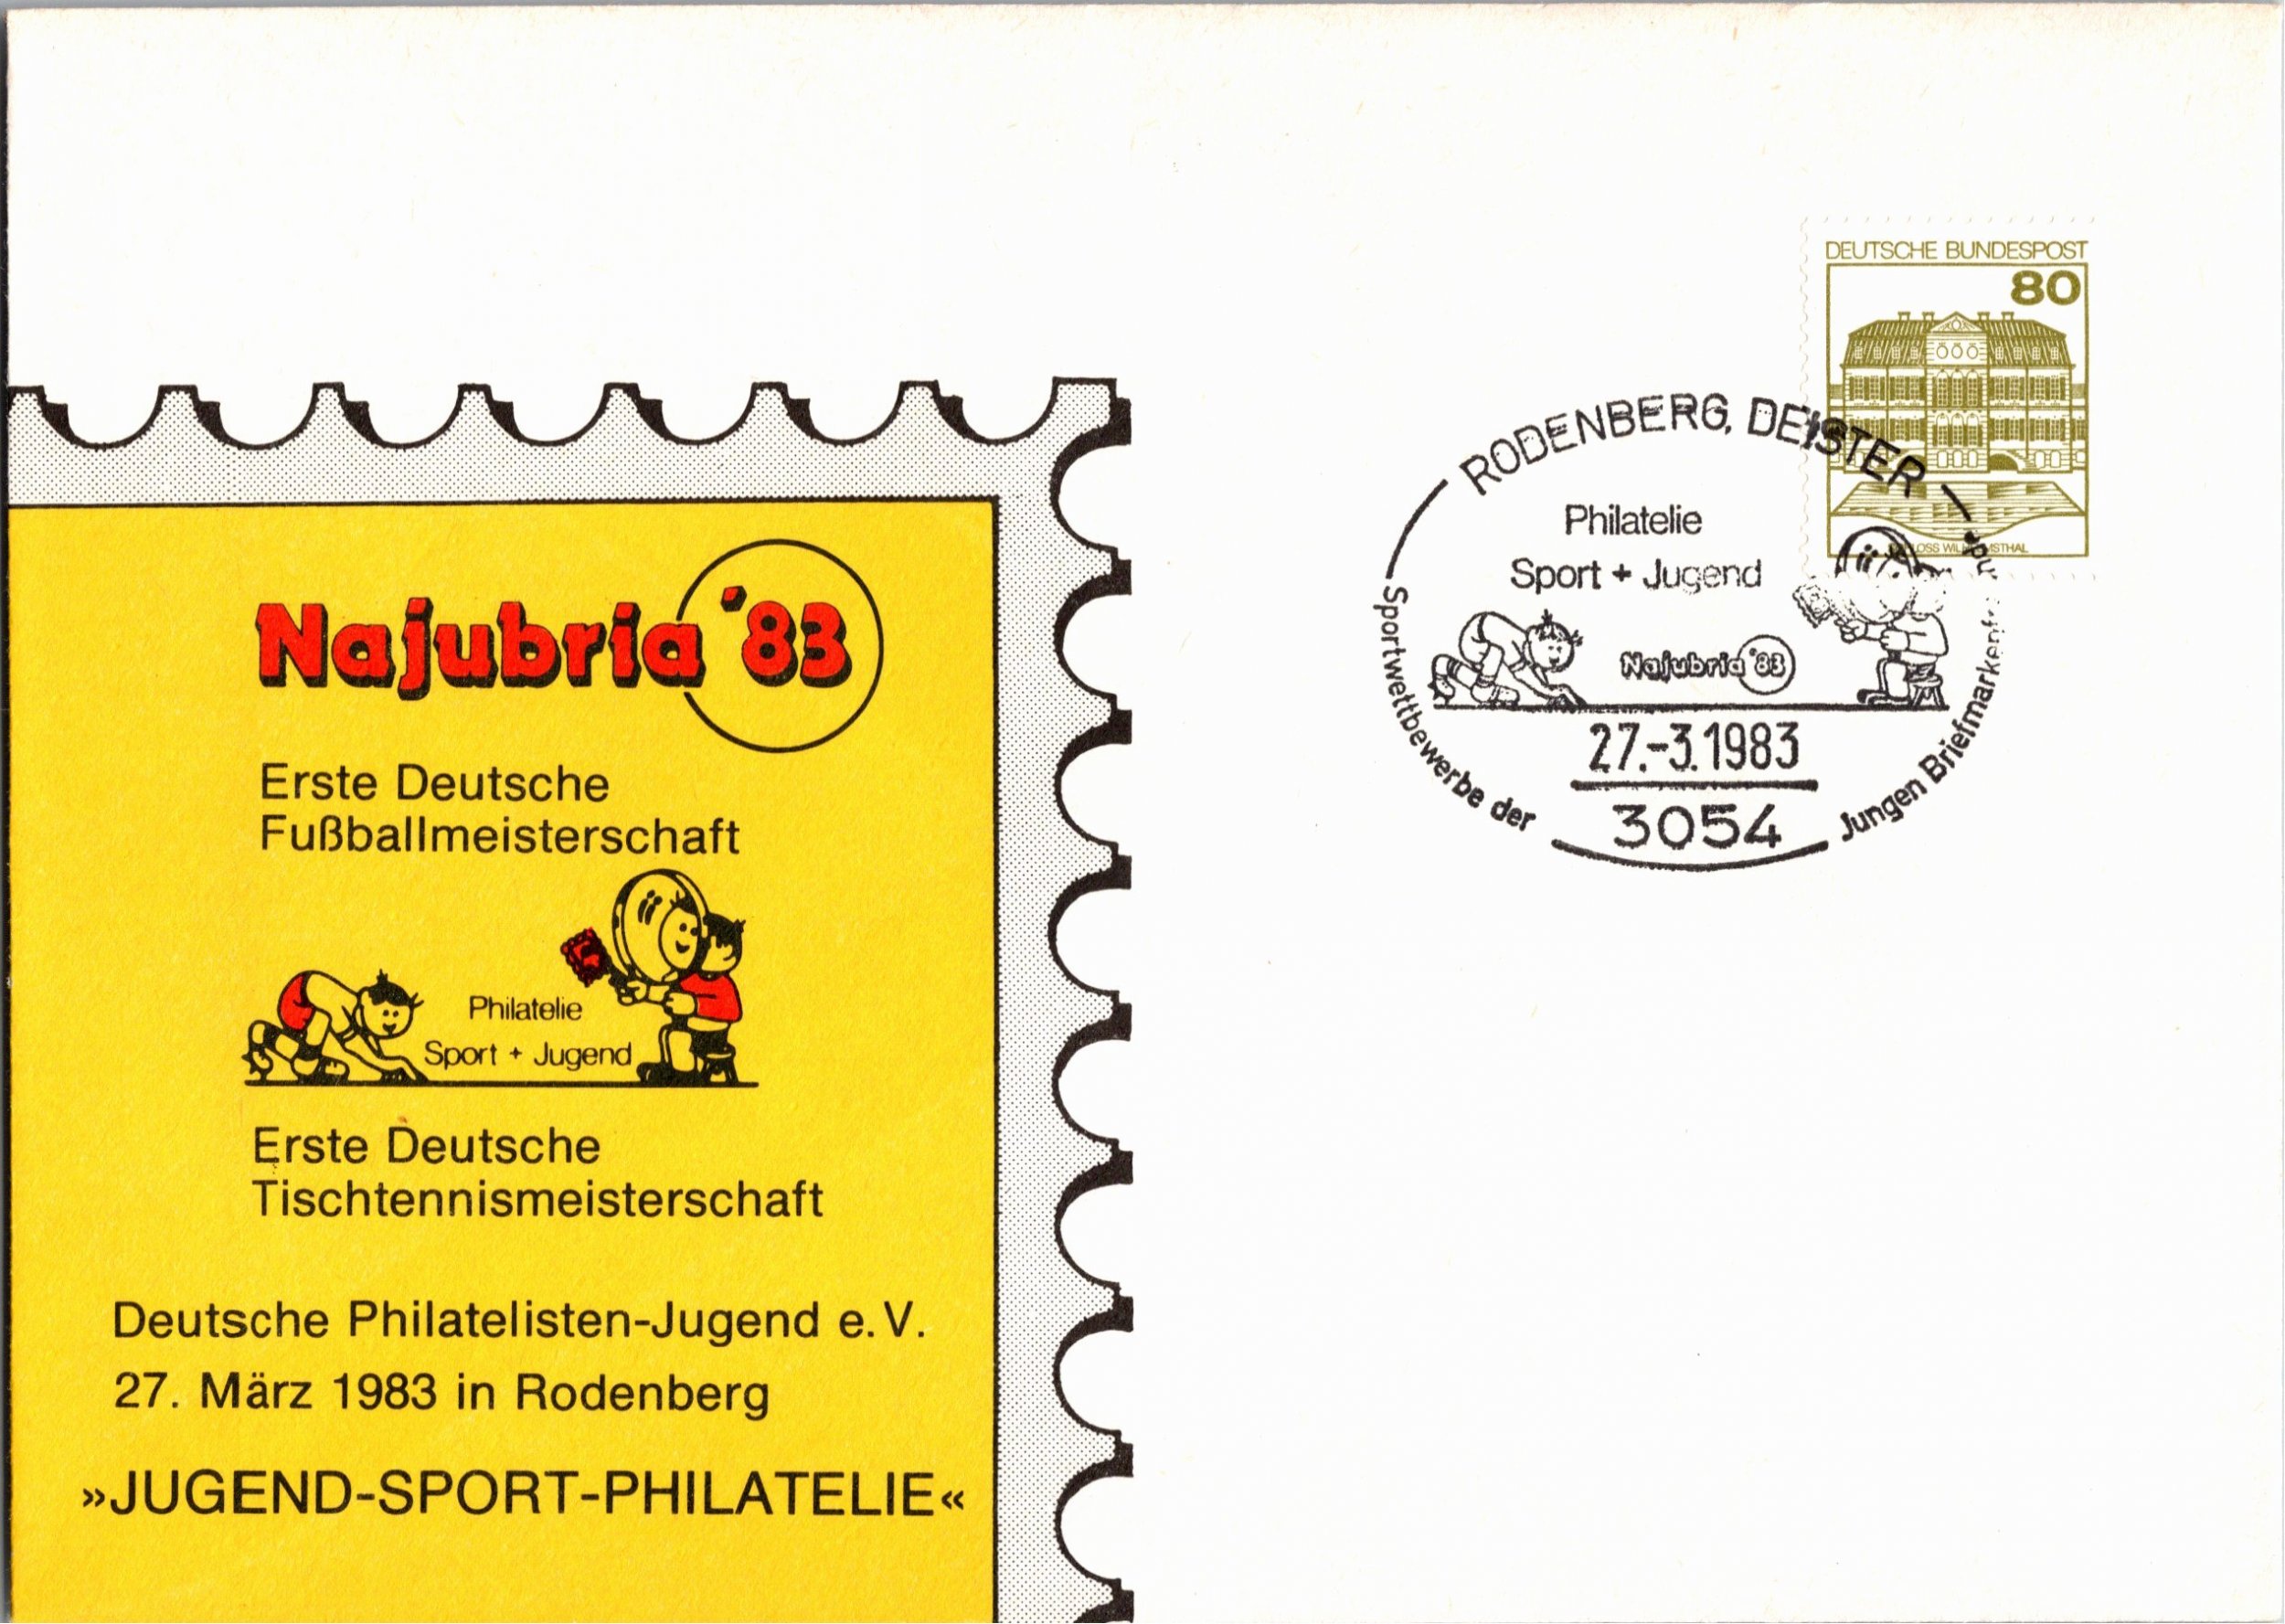 Najubria '83
Erste Deutsche
Fußballmeisterschaft
Philatelie
Sport + Jugend
Erste Deutsche
Tischtennismeisterschaft
Deutsche Philatelisten-Jugend e. V.
27. März 1983 in Rodenberg
»JUGEND-SPORT-PHILATELIE«
DEUTSCHE BUNDESPOST
80
RODENBERG, DEISTER
Philatelie
Sport + Jugend
Najubria '83
27.-3.1983
3054
Sportwettbewerbe der Jungen